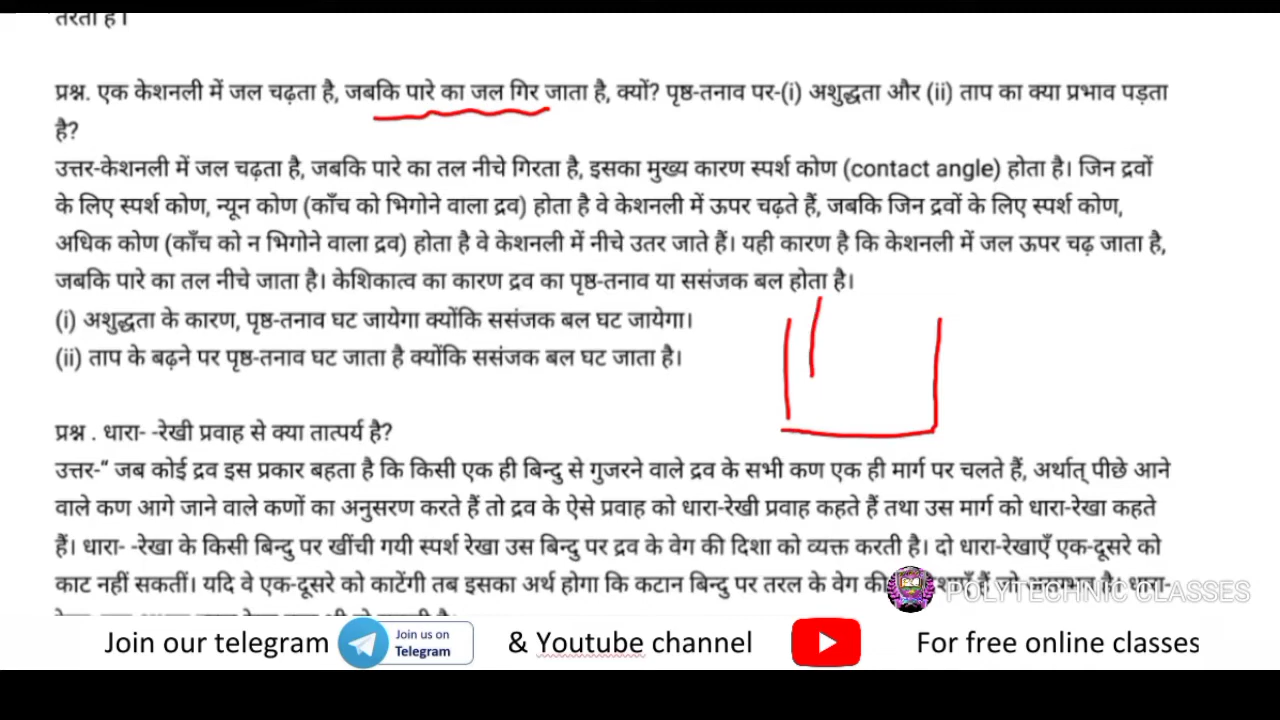 तैरता है।
प्रश्न. एक केशनली में जल चढ़ता है, जबकि पारे का जल गिर जाता है, क्यों? पृष्ठ-तनाव पर-(i) अशुद्धता और (ii) ताप का क्या प्रभाव पड़ता
है?
उत्तर-केशनली में जल चढ़ता है, जबकि पारे का तल नीचे गिरता है, इसका मुख्य कारण स्पर्श कोण (contact angle) होता है। जिन द्रवों
के लिए स्पर्श कोण, न्यून कोण (काँच को भिगोने वाला द्रव) होता है वे केशनली में ऊपर चढ़ते हैं, जबकि जिन द्रवों के लिए स्पर्श कोण,
अधिक कोण (काँच को न भिगोने वाला द्रव) होता है वे केशनली में नीचे उतर जाते हैं। यही कारण है कि केशनली में जल ऊपर चढ़ जाता है,
जबकि पारे का तल नीचे जाता है। केशिकात्व का कारण द्रव का पृष्ठ-तनाव या ससंजक बल होता है।
(i) अशुद्धता के कारण, पृष्ठ-तनाव घट जायेगा क्योंकि ससंजक बल घट जायेगा।
(ii) ताप के बढ़ने पर पृष्ठ-तनाव घट जाता है क्योंकि ससंजक बल घट जाता है।
प्रश्न . धारा- -रेखी प्रवाह से क्या तात्पर्य है?
उत्तर-“ जब कोई द्रव इस प्रकार बहता है कि किसी एक ही बिन्दु से गुजरने वाले द्रव के सभी कण एक ही मार्ग पर चलते हैं, अर्थात् पीछे आने
वाले कण आगे जाने वाले कणों का अनुसरण करते हैं तो द्रव के ऐसे प्रवाह को धारा-रेखी प्रवाह कहते हैं तथा उस मार्ग को धारा-रेखा कहते
हैं। धारा- -रेखा के किसी बिन्दु पर खींची गयी स्पर्श रेखा उस बिन्दु पर द्रव के वेग की दिशा को व्यक्त करती है। दो धारा-रेखाएँ एक-दूसरे को
काट नहीं सकतीं। यदि वे एक-दूसरे को काटेंगी तब इसका अर्थ होगा कि कटान बिन्दु पर तरल के वेग की धारा-
POLYTECHNIC CLASSES
Join our telegram Join us on Telegram & Youtube channel For free online classes